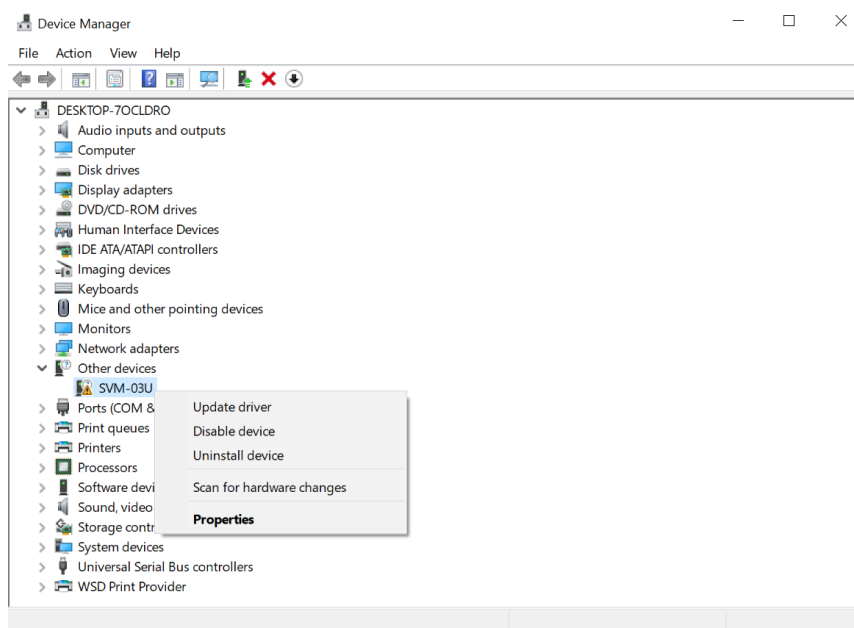 Device Manager
File Action View Help
DESKTOP-7OCLDRO
Audio inputs and outputs
Computer
Disk drives
Display adapters
DVD/CD-ROM drives
Human Interface Devices
IDE ATA/ATAPI controllers
Imaging devices
Keyboards
Mice and other pointing devices
Monitors
Network adapters
Other devices
SVM-03U
Ports (COM &
Print queues
Printers
Processors
Software devi
Sound, video
Storage contr
System devices
Universal Serial Bus controllers
WSD Print Provider
Update driver
Disable device
Uninstall device
Scan for hardware changes
Properties